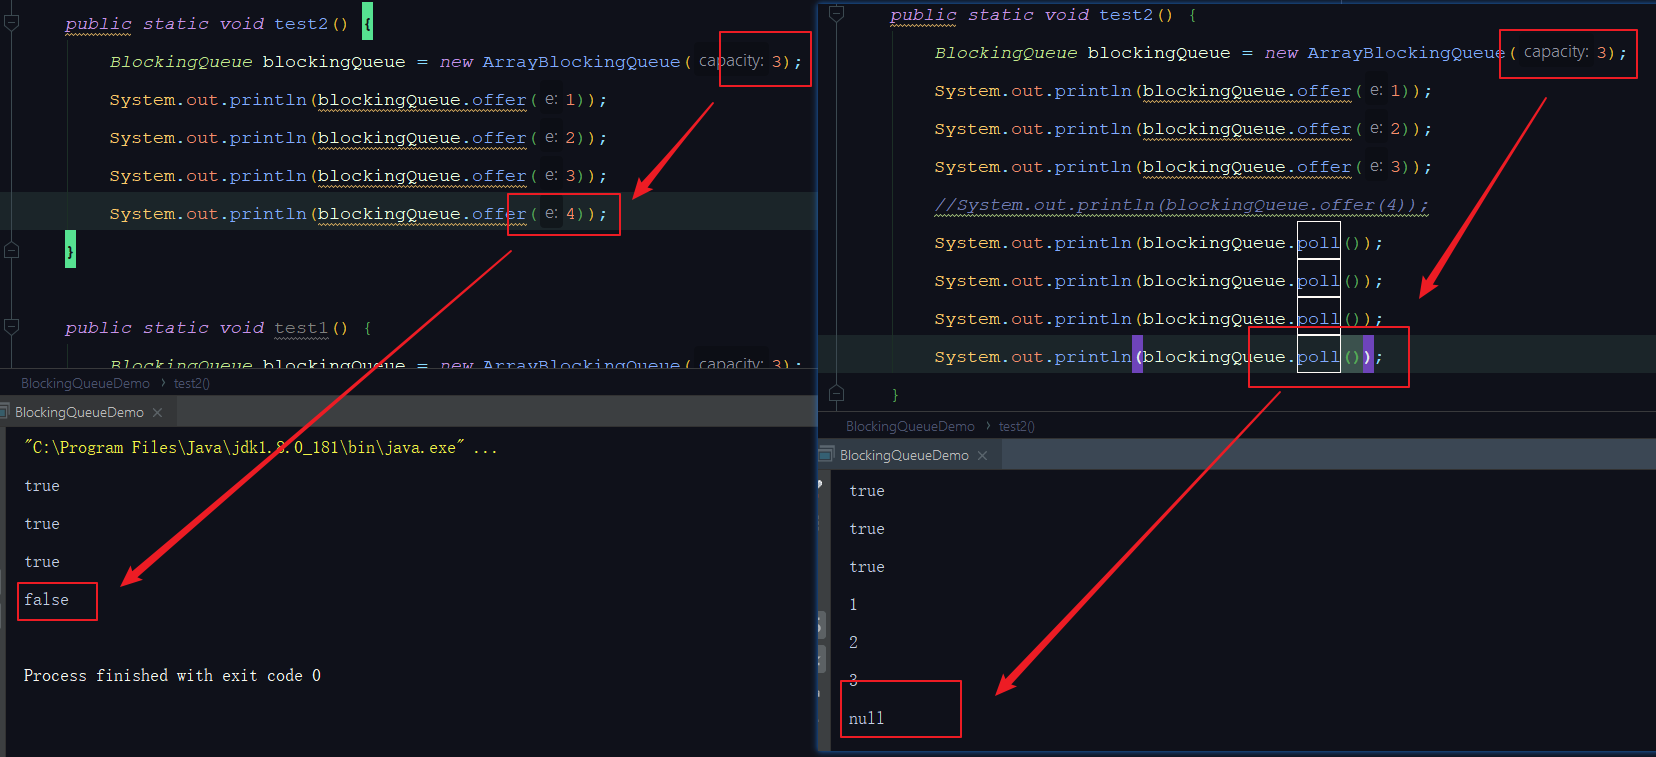 public static void test2() {
BlockingQueue blockingQueue = new ArrayBlockingQueue( capacity: 3);
System.out.println(blockingQueue.offer( e: 1));
System.out.println(blockingQueue.offer( e: 2));
System.out.println(blockingQueue.offer( e: 3));
System.out.println(blockingQueue.offer( e: 4));
}
public static void test1() {
BlockingQueue blockingQueue = new ArrayBlockingQueue( capacity: 3);
BlockingQueueDemo › test2()
BlockingQueueDemo ×
"C:\Program Files\Java\jdk1.8.0_181\bin\java.exe" ...
true
true
true
false
Process finished with exit code 0
public static void test2() {
BlockingQueue blockingQueue = new ArrayBlockingQueue( capacity: 3);
System.out.println(blockingQueue.offer( e: 1));
System.out.println(blockingQueue.offer( e: 2));
System.out.println(blockingQueue.offer( e: 3));
//System.out.println(blockingQueue.offer(4));
System.out.println(blockingQueue.poll());
System.out.println(blockingQueue.poll());
System.out.println(blockingQueue.poll());
System.out.println(blockingQueue.poll());
}
BlockingQueueDemo › test2()
BlockingQueueDemo ×
true
true
true
1
2
3
null